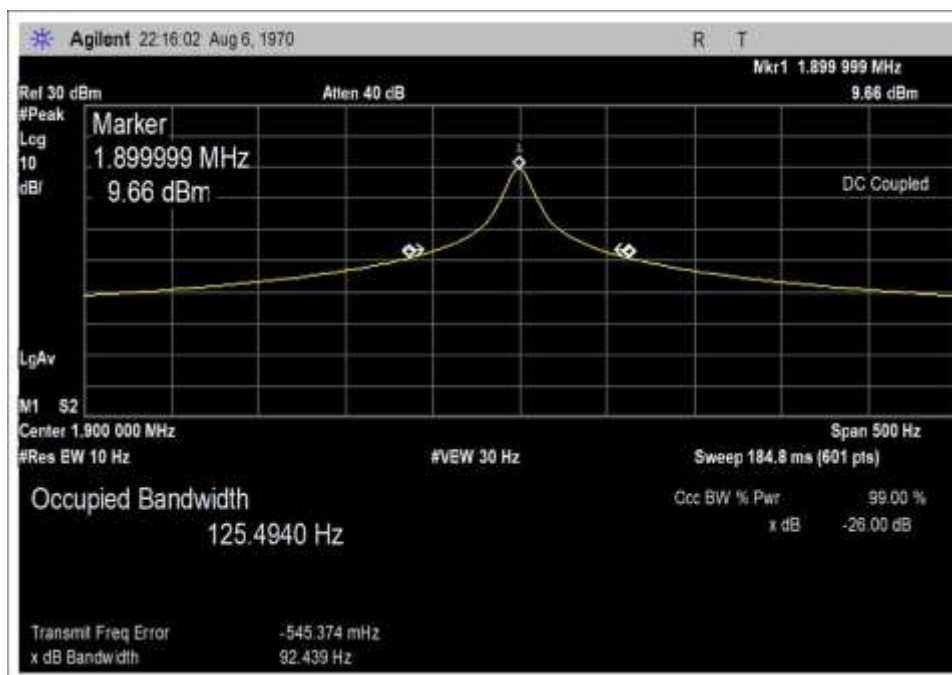 Agilent 22:16:02 Aug 6, 1970 R T
Mkr1 1.899 999 MHz
Ref 30 dBm Atten 40 dB 9.66 dBm
#Peak
Log
10
dB/
Marker
1.899999 MHz
9.66 dBm
1
DC Coupled
LgAv
M1 S2
Center 1.900 000 MHz Span 500 Hz
#Res BW 10 Hz #VBW 30 Hz Sweep 184.8 ms (601 pts)
Occupied Bandwidth Occ BW % Pwr 99.00 %
125.4940 Hz x dB -26.00 dB
Transmit Freq Error -545.374 mHz
x dB Bandwidth 92.439 Hz